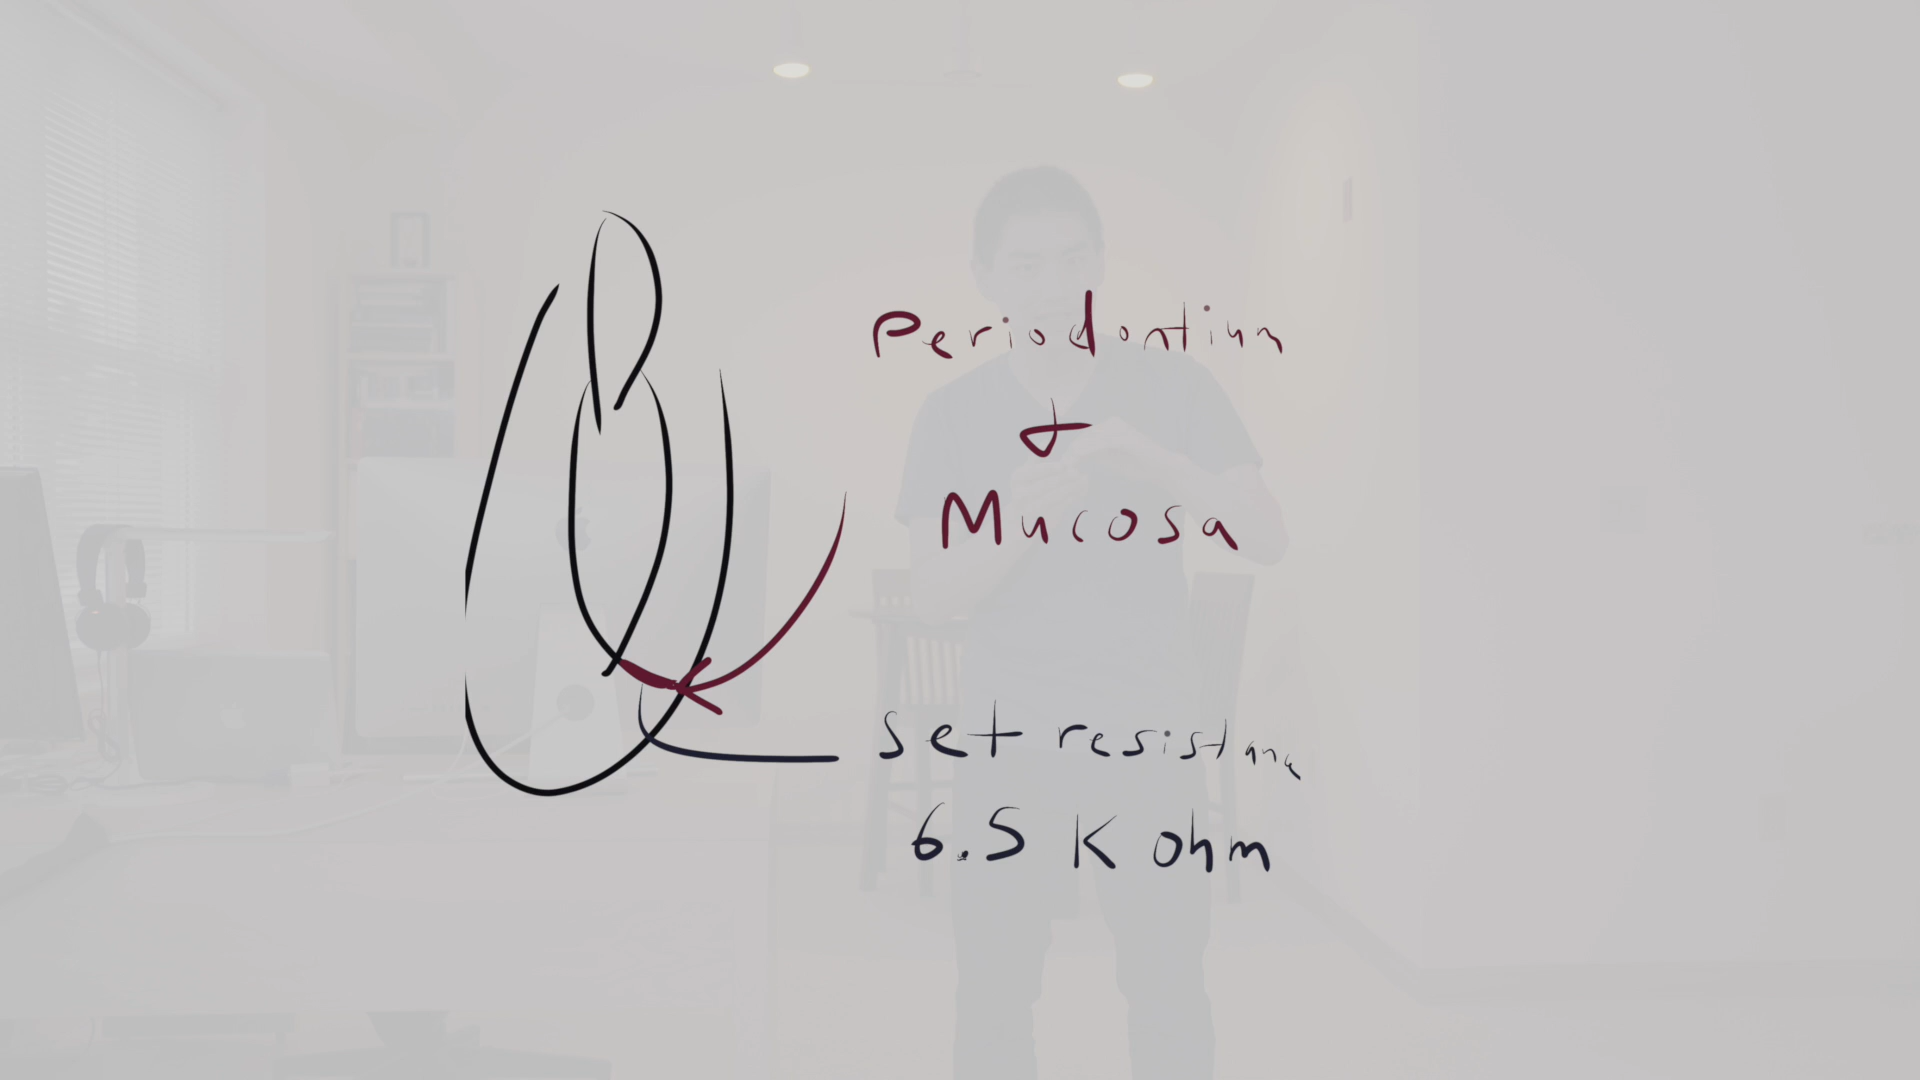 Periodontium
&
Mucosa
set resistance
6.5 K ohm